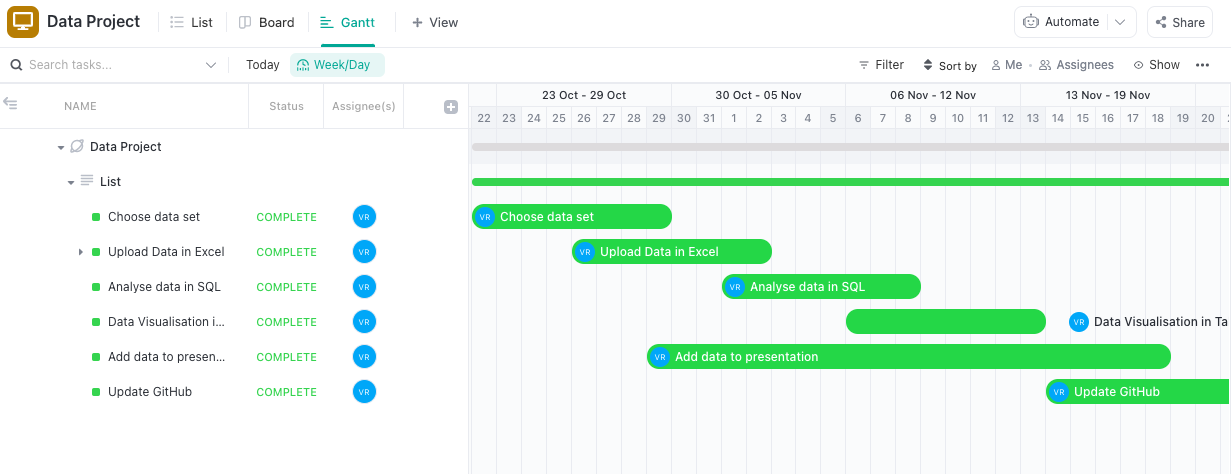 Data Project List Board Gantt + View Automate Share
Search tasks... Today Week/Day Filter Sort by Me Assignees Show
NAME Status Assignee(s) 23 Oct - 29 Oct 30 Oct - 05 Nov 06 Nov - 12 Nov 13 Nov - 19 Nov
22 23 24 25 26 27 28 29 30 31 1 2 3 4 5 6 7 8 9 10 11 12 13 14 15 16 17 18 19 20
Data Project
List
Choose data set COMPLETE VR VR Choose data set
Upload Data in Excel COMPLETE VR VR Upload Data in Excel
Analyse data in SQL COMPLETE VR VR Analyse data in SQL
Data Visualisation i... COMPLETE VR VR Data Visualisation in Ta
Add data to presen... COMPLETE VR VR Add data to presentation
Update GitHub COMPLETE VR VR Update GitHub